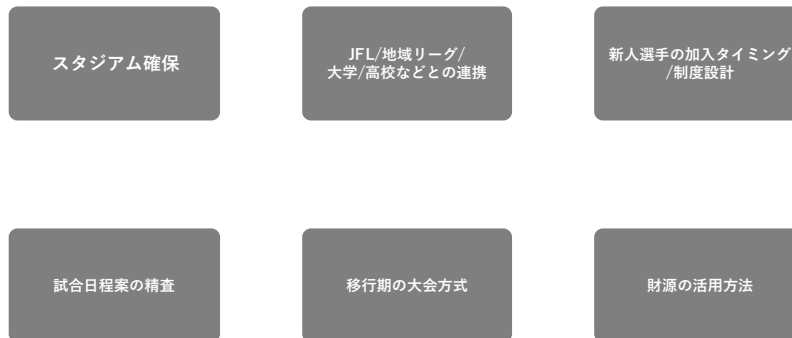 スタジアム確保
JFL/地域リーグ/
大学/高校などとの連携
新人選手の加入タイミング
/制度設計
試合日程案の精査
移行期の大会方式
財源の活用方法